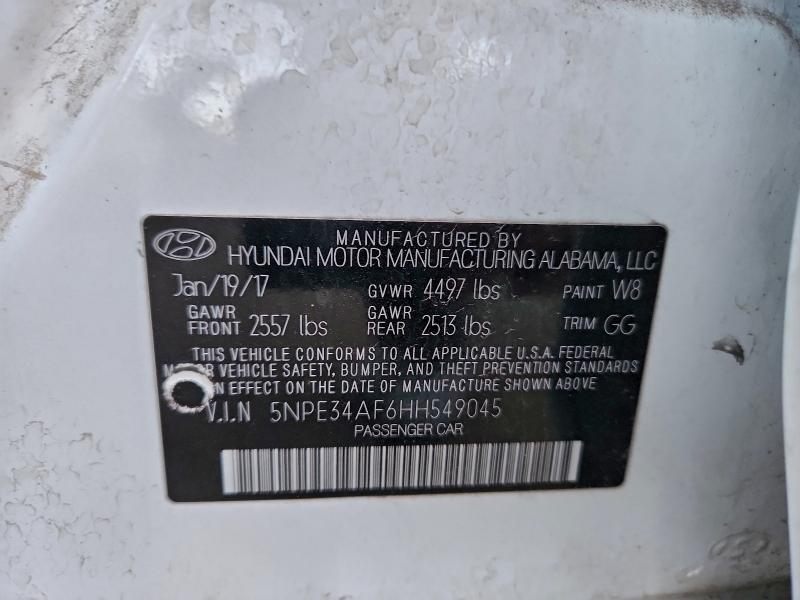 MANUFACTURED BY
HYUNDAI MOTOR MANUFACTURING ALABAMA, LLC
Jan/19/17 GVWR 4497 lbs PAINT W8
GAWR FRONT 2557 lbs GAWR REAR 2513 lbs TRIM GG
THIS VEHICLE CONFORMS TO ALL APPLICABLE U.S.A. FEDERAL
MOTOR VEHICLE SAFETY, BUMPER, AND THEFT PREVENTION STANDARDS
IN EFFECT ON THE DATE OF MANUFACTURE SHOWN ABOVE
V.I.N 5NPE34AF6HH549045
PASSENGER CAR